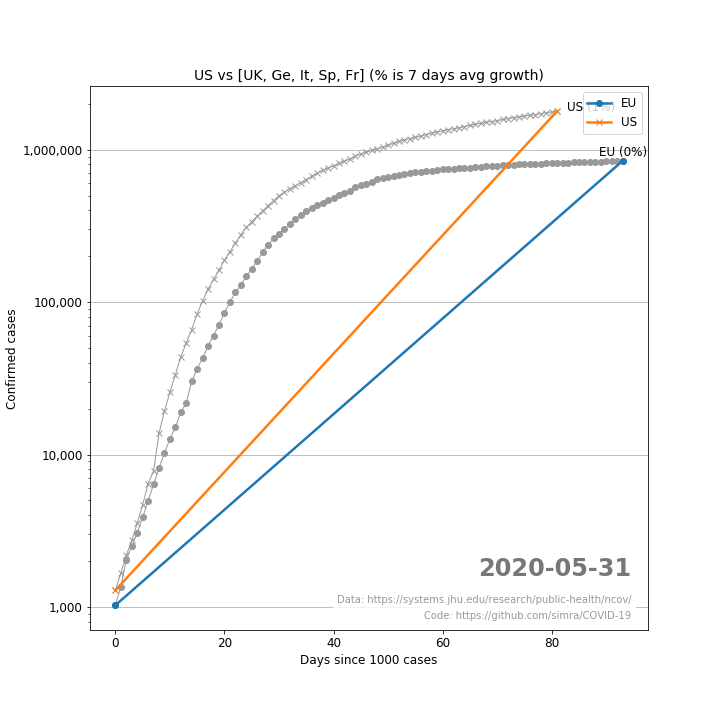 US vs [UK, Ge, It, Sp, Fr] (% is 7 days avg growth)
US (1%)
EU
US
EU (0%)
1,000,000
100,000
10,000
1,000
Confirmed cases
2020-05-31
Data: https://systems.jhu.edu/research/public-health/ncov/
Code: https://github.com/simra/COVID-19
0 20 40 60 80
Days since 1000 cases